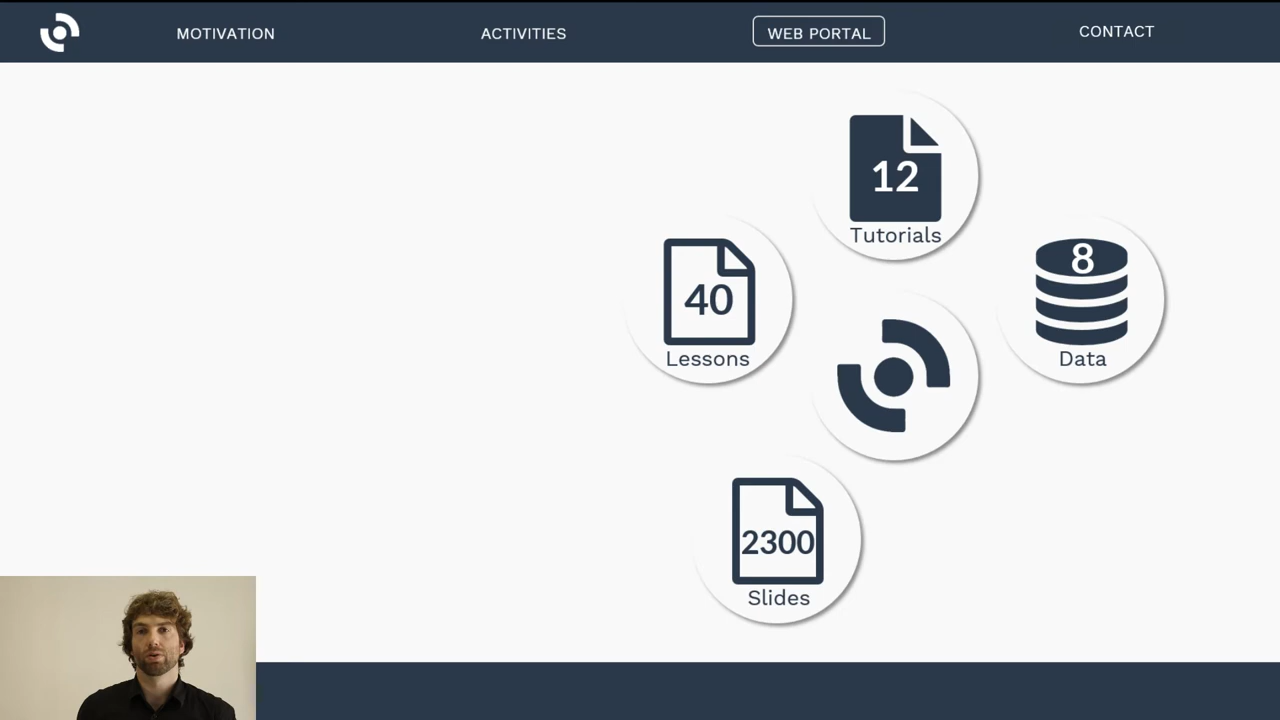 MOTIVATION
ACTIVITIES
WEB PORTAL
CONTACT
12
Tutorials
40
Lessons
8
Data
2300
Slides